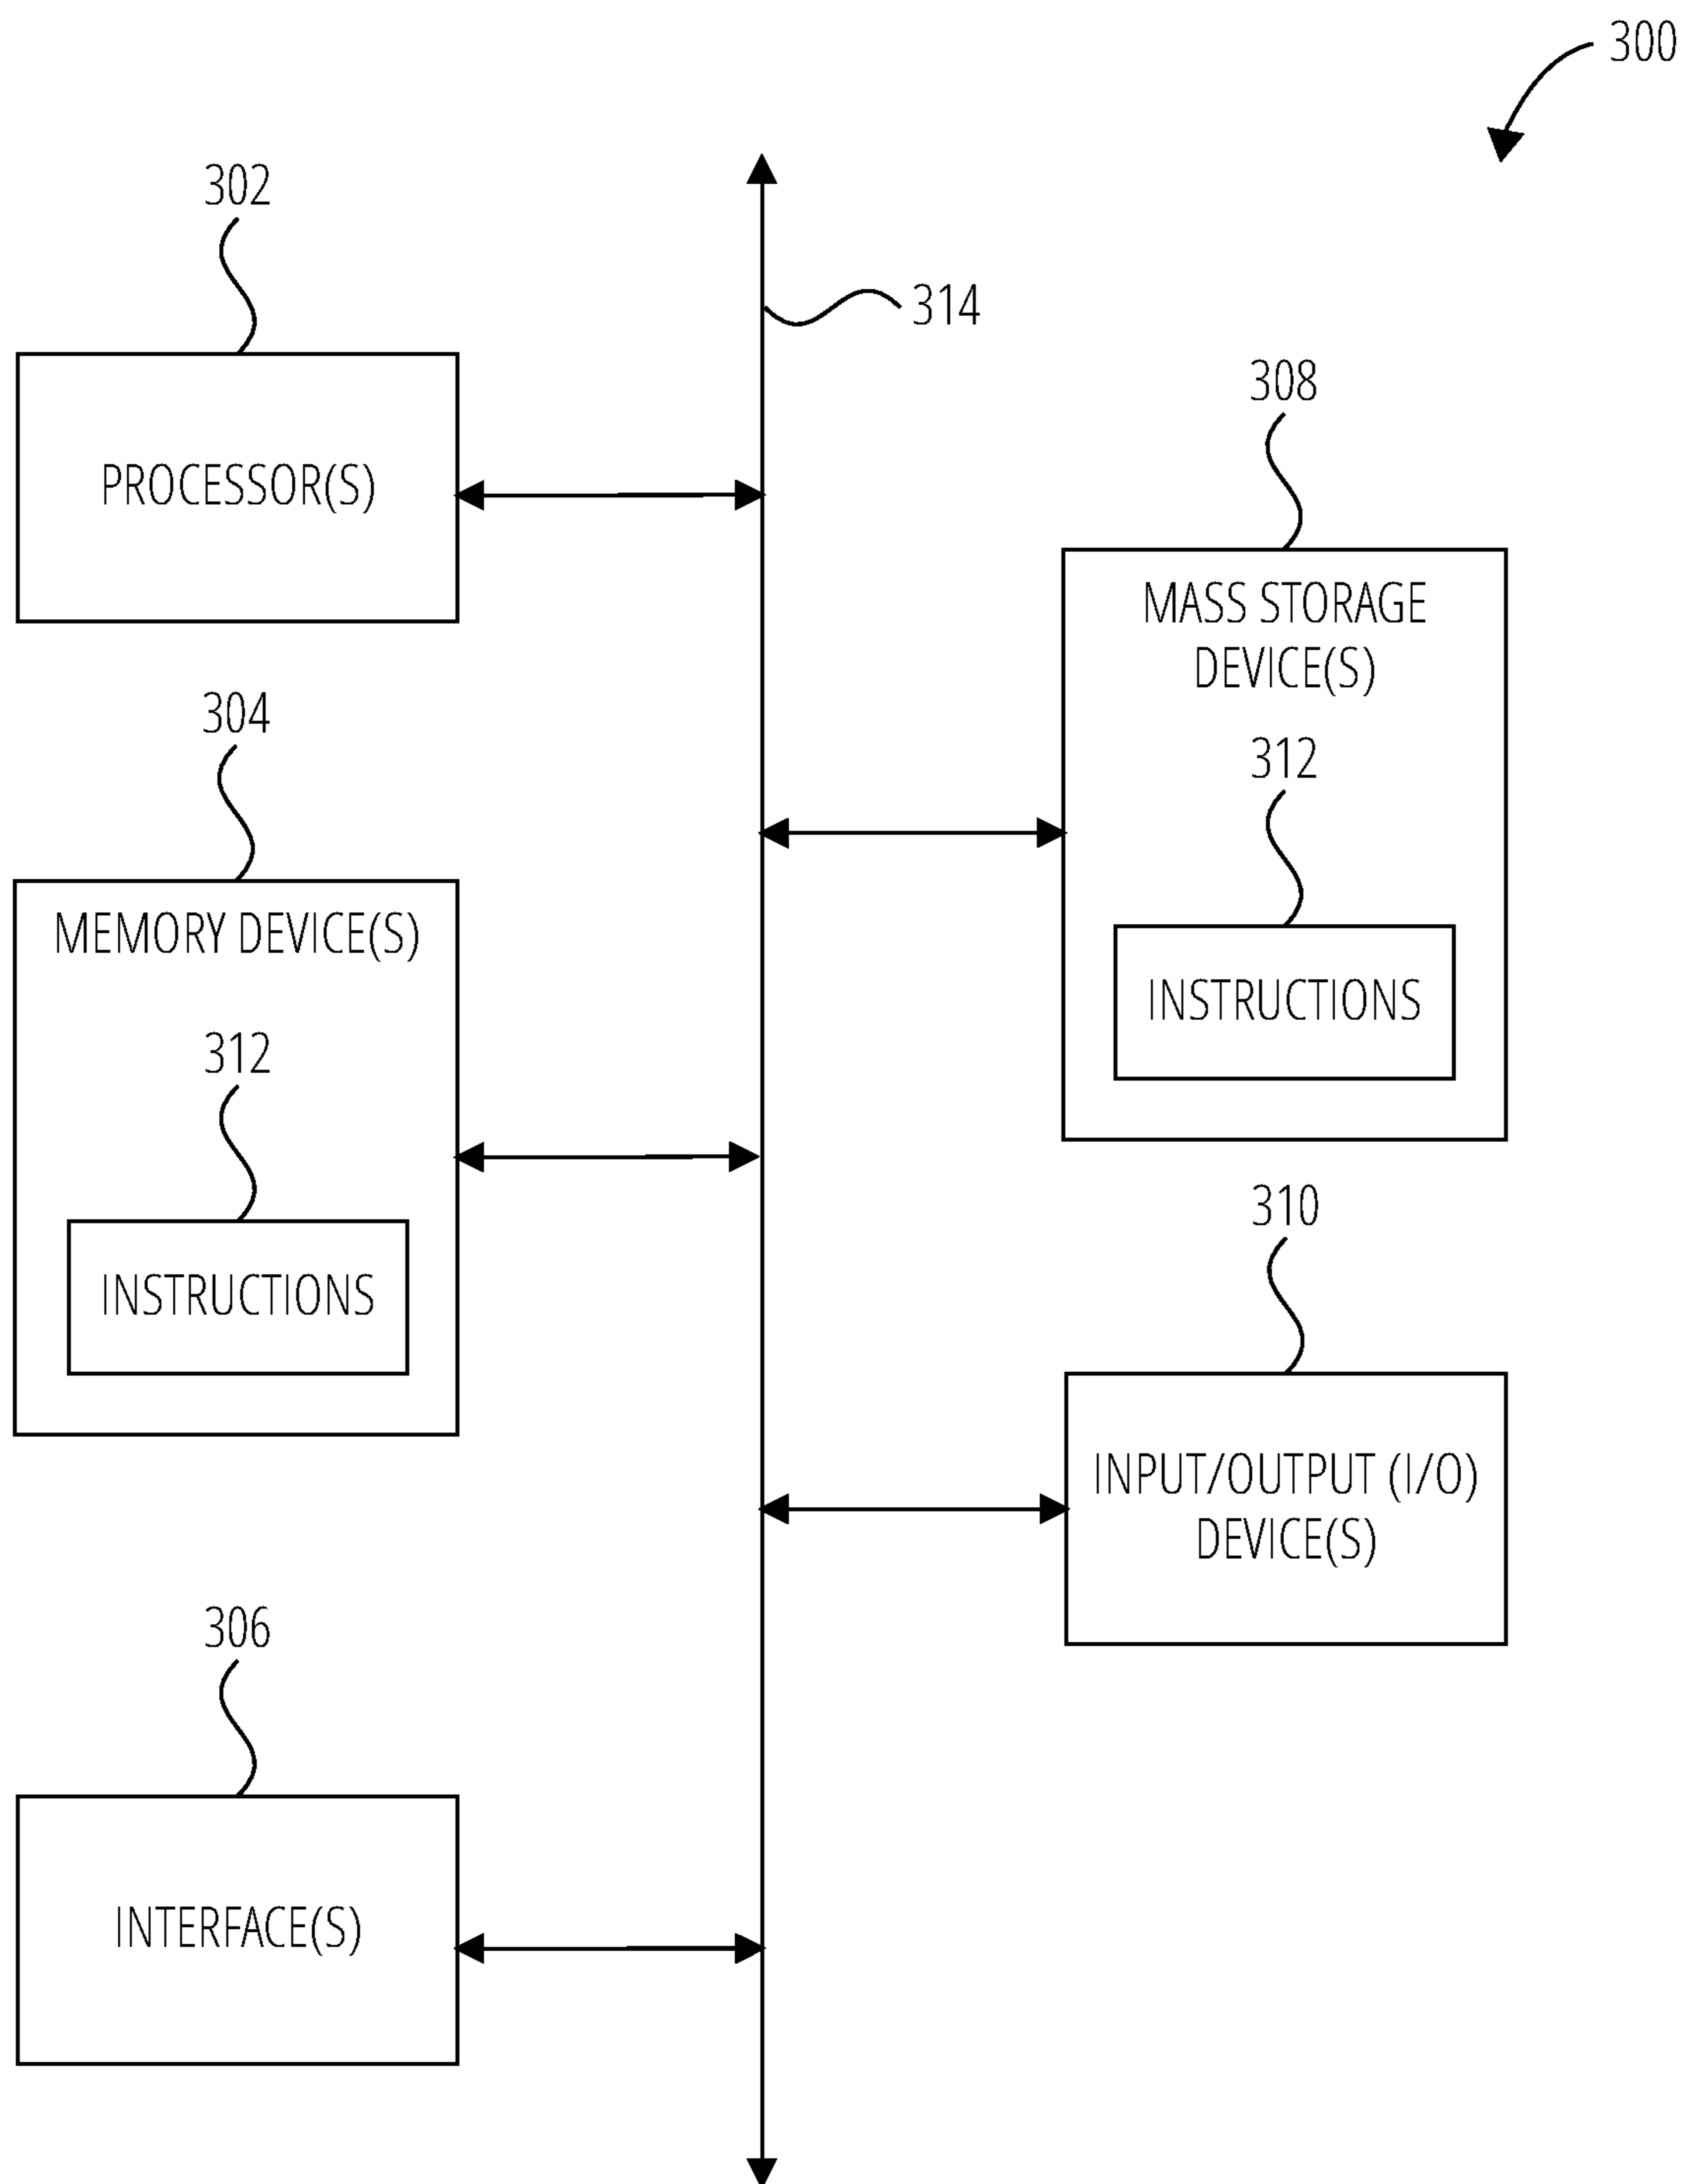 300
302
314
PROCESSOR(S)
308
MASS STORAGE
DEVICE(S)
312
INSTRUCTIONS
304
MEMORY DEVICE(S)
312
INSTRUCTIONS
310
INPUT/OUTPUT (I/O)
DEVICE(S)
306
INTERFACE(S)